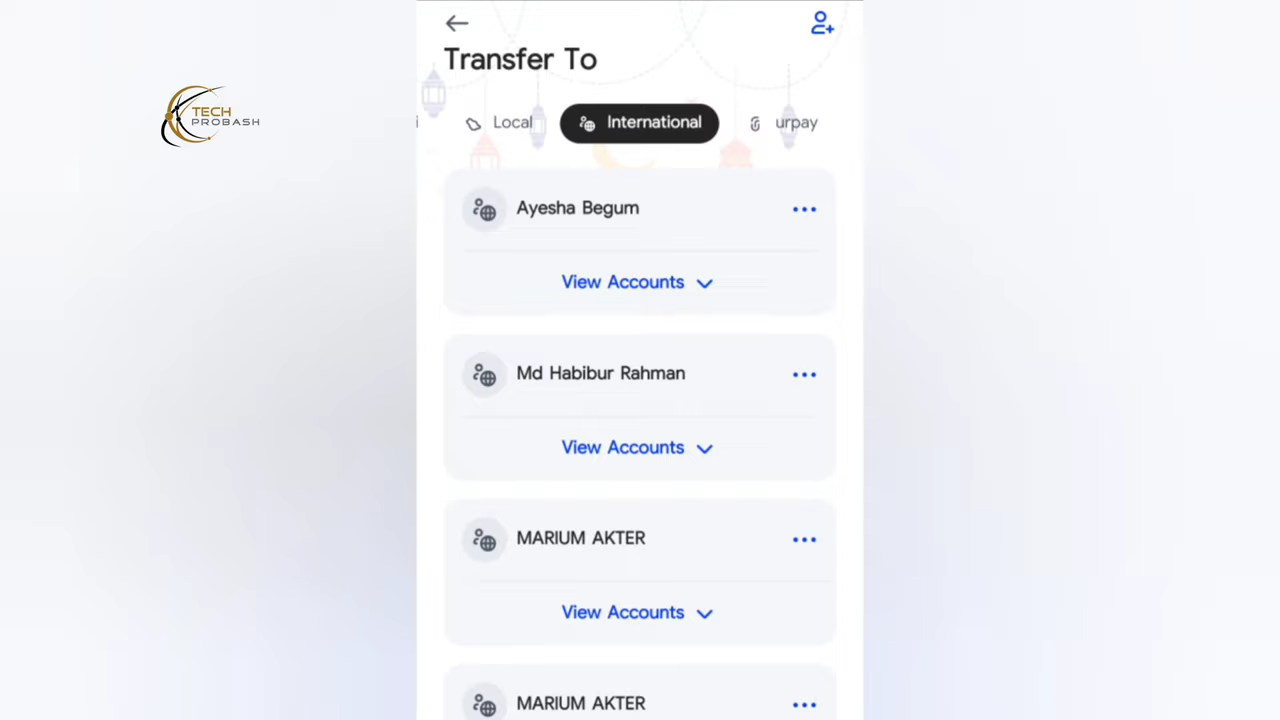 TECH
PROBASH
Transfer To
Local
International
urpay
Ayesha Begum
View Accounts
Md Habibur Rahman
View Accounts
MARIUM AKTER
View Accounts
MARIUM AKTER